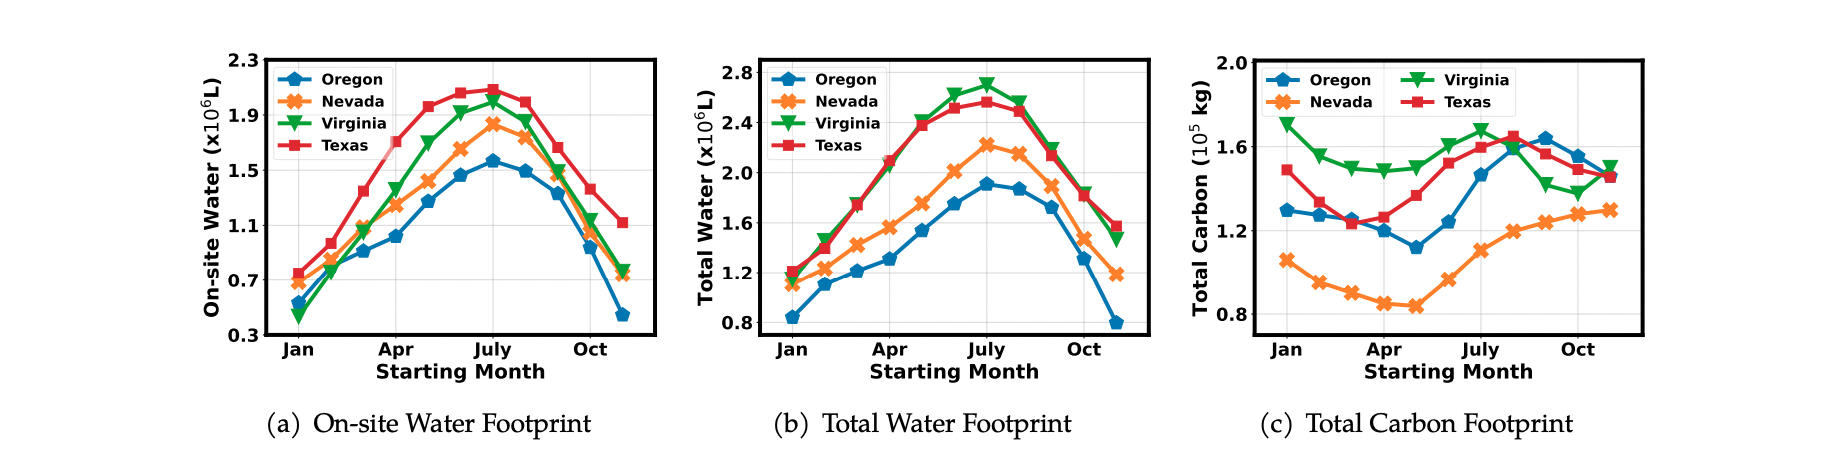 On-site Water (x10⁶L)
2.3
1.9
1.5
1.1
0.7
0.3
Oregon
Nevada
Virginia
Texas
Jan Apr July Oct
Starting Month
(a) On-site Water Footprint
Total Water (x10⁶L)
2.8
2.4
2.0
1.6
1.2
0.8
Oregon
Nevada
Virginia
Texas
Jan Apr July Oct
Starting Month
(b) Total Water Footprint
Total Carbon (10⁵ kg)
2.0
1.6
1.2
0.8
Oregon Virginia
Nevada Texas
Jan Apr July Oct
Starting Month
(c) Total Carbon Footprint